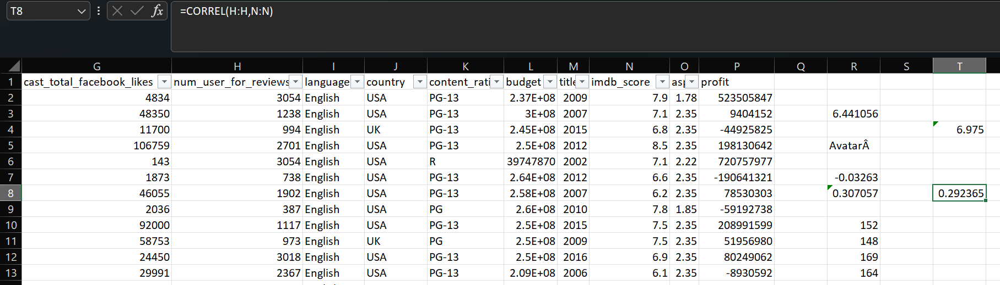 T8 fx =CORREL(H:H,N:N)
G H I J K L M N O P Q R S T
1 cast_total_facebook_likes num_user_for_reviews language country content_rati budget title imdb_score asp profit
2 4834 3054 English USA PG-13 2.37E+08 2009 7.9 1.78 523505847
3 48350 1238 English USA PG-13 3E+08 2007 7.1 2.35 9404152 6.441056
4 11700 994 English UK PG-13 2.45E+08 2015 6.8 2.35 -44925825 6.975
5 106759 2701 English USA PG-13 2.5E+08 2012 8.5 2.35 198130642 AvatarÂ
6 143 3054 English USA R 39747870 2002 7.1 2.22 720757977
7 1873 738 English USA PG-13 2.64E+08 2012 6.6 2.35 -190641321 -0.03263
8 46055 1902 English USA PG-13 2.58E+08 2007 6.2 2.35 78530303 0.307057 0.292365
9 2036 387 English USA PG 2.6E+08 2010 7.8 1.85 -59192738
10 92000 1117 English USA PG-13 2.5E+08 2015 7.5 2.35 208991599 152
11 58753 973 English UK PG 2.5E+08 2009 7.5 2.35 51956980 148
12 24450 3018 English USA PG-13 2.5E+08 2016 6.9 2.35 80249062 169
13 29991 2367 English USA PG-13 2.09E+08 2006 6.1 2.35 -8930592 164